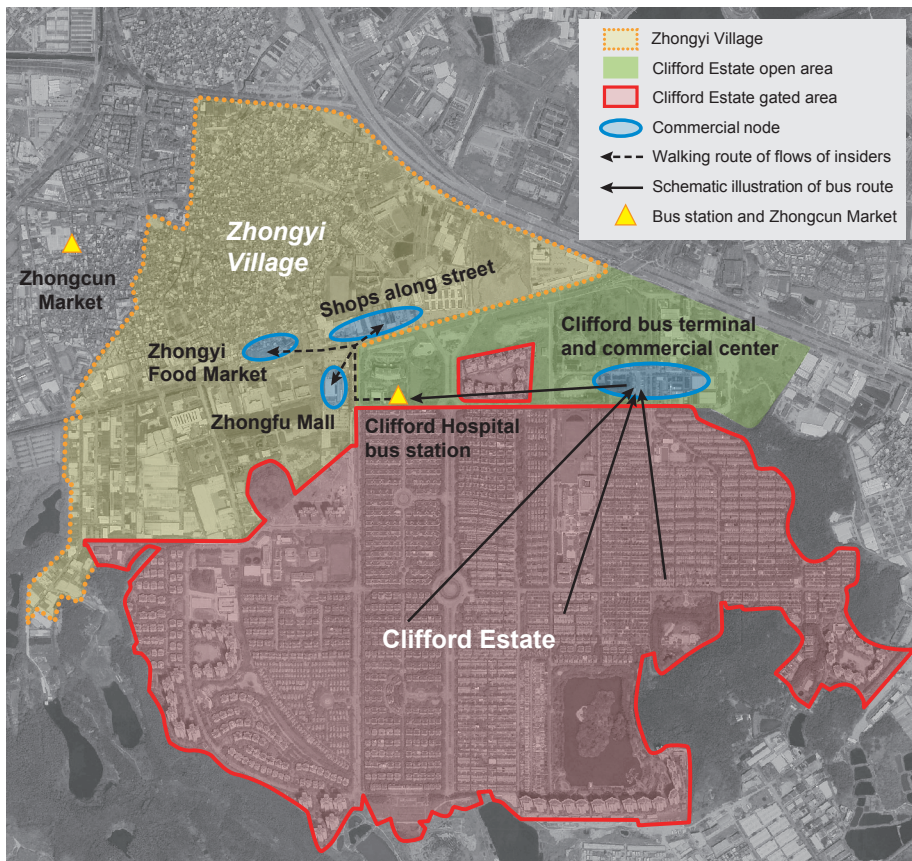 Zhongyi Village
Clifford Estate open area
Clifford Estate gated area
Commercial node
Walking route of flows of insiders
Schematic illustration of bus route
Bus station and Zhongcun Market
Zhongyi
Village
Zhongcun
Market
Shops along street
Zhongyi
Food Market
Zhongfu Mall
Clifford bus terminal
and commercial center
Clifford Hospital
bus station
Clifford Estate